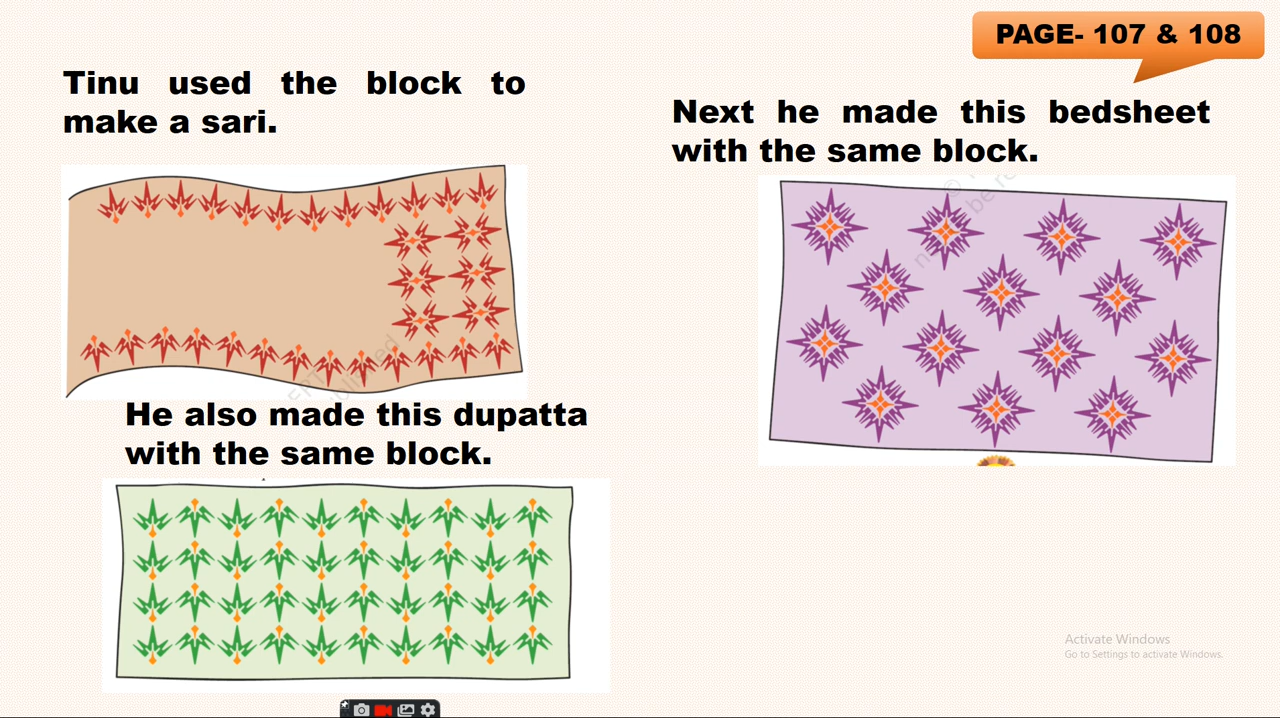 PAGE- 107 & 108
Tinu used the block to
make a sari.
Next he made this bedsheet
with the same block.
He also made this dupatta
with the same block.
Activate Windows
Go to Settings to activate Windows.